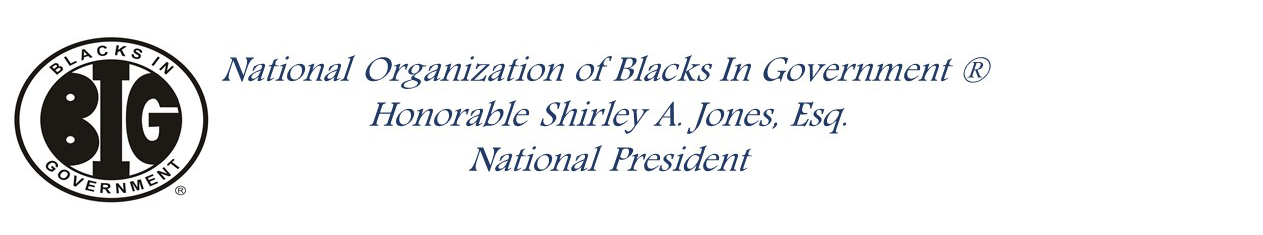 BLACKS IN
BIG
GOVERNMENT
®
National Organization of Blacks In Government ®
Honorable Shirley A. Jones, Esq.
National President